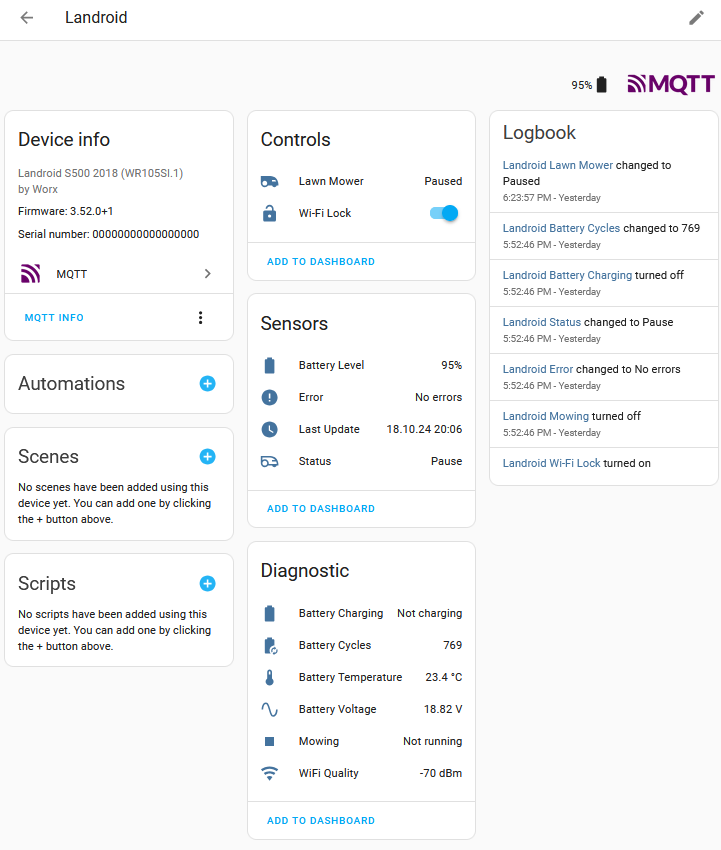 Landroid
95%
MQTT
Device info
Landroid S500 2018 (WR105SI.1)
by Worx
Firmware: 3.52.0+1
Serial number: 00000000000000000
MQTT
MQTT INFO
Automations
Scenes
No scenes have been added using this
device yet. You can add one by clicking
the + button above.
Scripts
No scripts have been added using this
device yet. You can add one by clicking
the + button above.
Controls
Lawn Mower Paused
Wi-Fi Lock
ADD TO DASHBOARD
Sensors
Battery Level 95%
Error No errors
Last Update 18.10.24 20:06
Status Pause
ADD TO DASHBOARD
Diagnostic
Battery Charging Not charging
Battery Cycles 769
Battery Temperature 23.4 °C
Battery Voltage 18.82 V
Mowing Not running
WiFi Quality -70 dBm
ADD TO DASHBOARD
Logbook
Landroid Lawn Mower changed to
Paused
6:23:57 PM - Yesterday
Landroid Battery Cycles changed to 769
5:52:46 PM - Yesterday
Landroid Battery Charging turned off
5:52:46 PM - Yesterday
Landroid Status changed to Pause
5:52:46 PM - Yesterday
Landroid Error changed to No errors
5:52:46 PM - Yesterday
Landroid Mowing turned off
5:52:46 PM - Yesterday
Landroid Wi-Fi Lock turned on